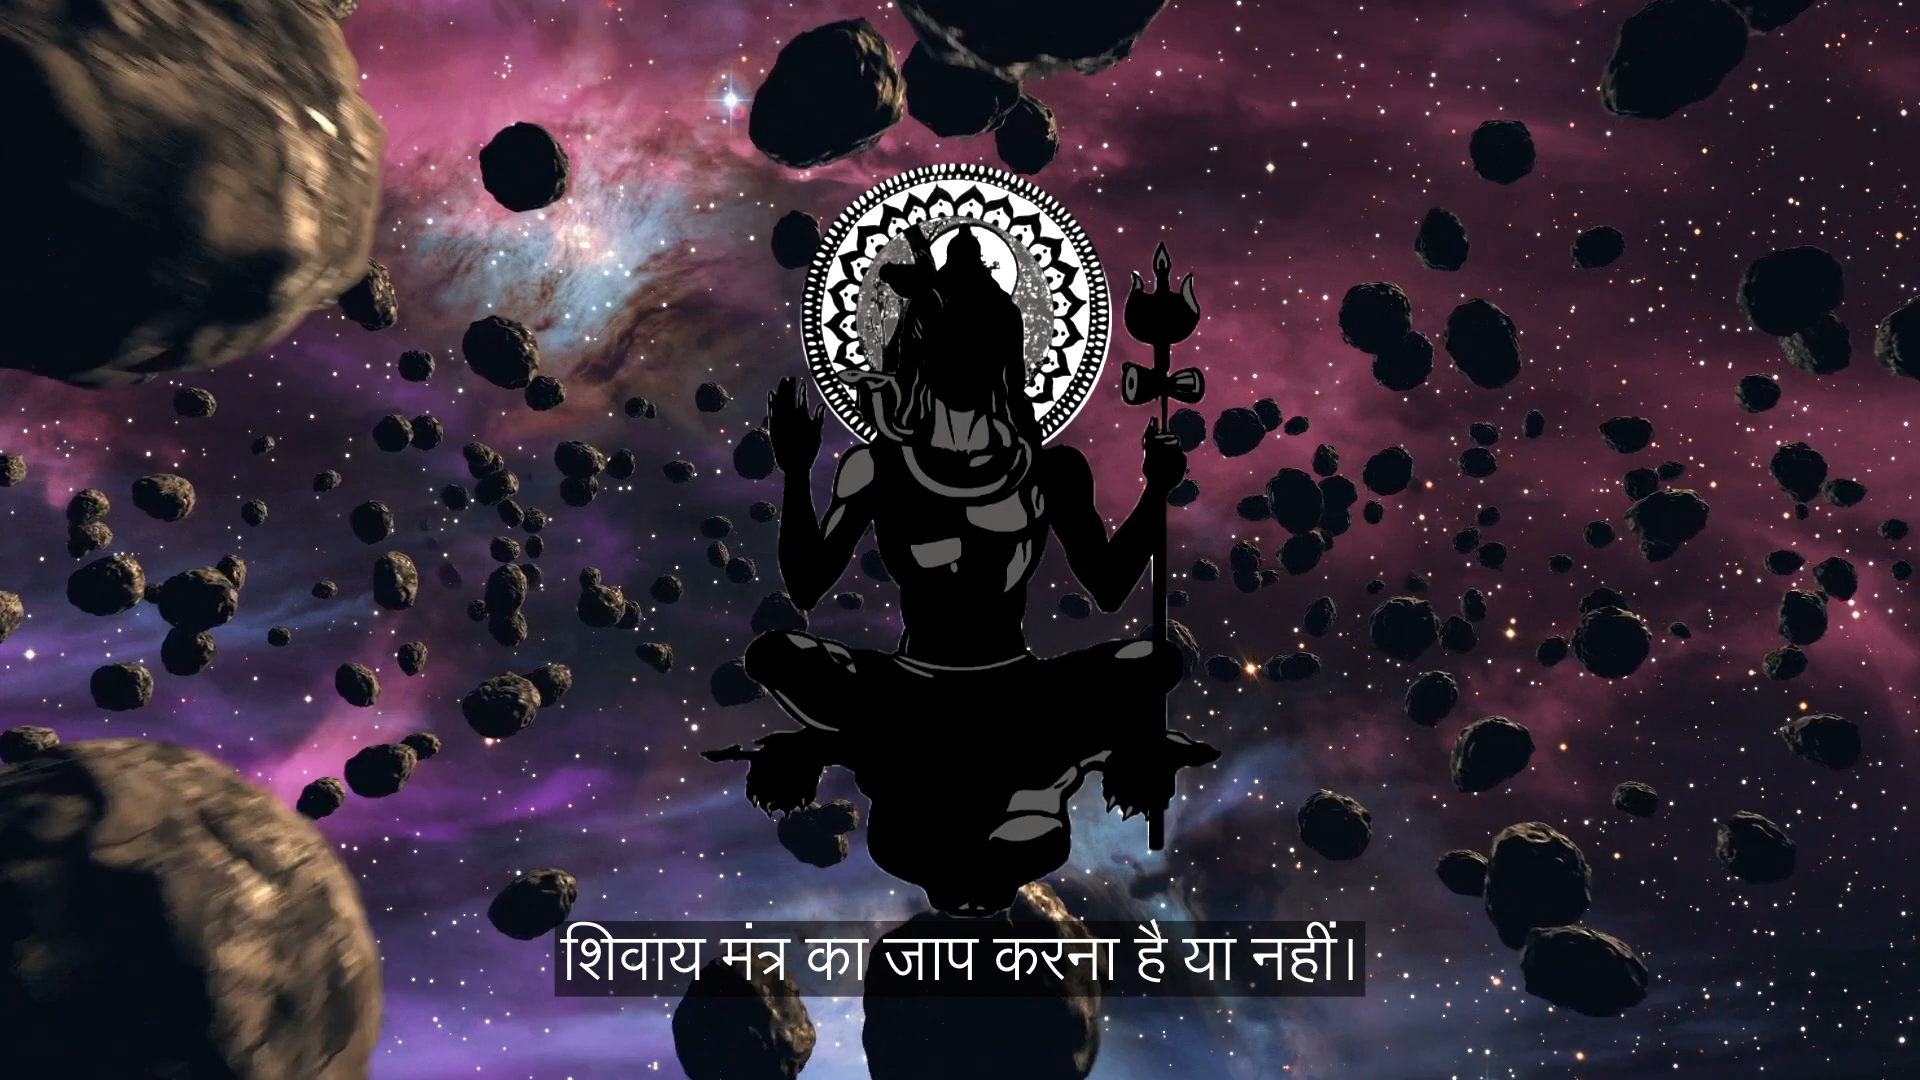 शिवाय मंत्र का जाप करना है या नहीं।